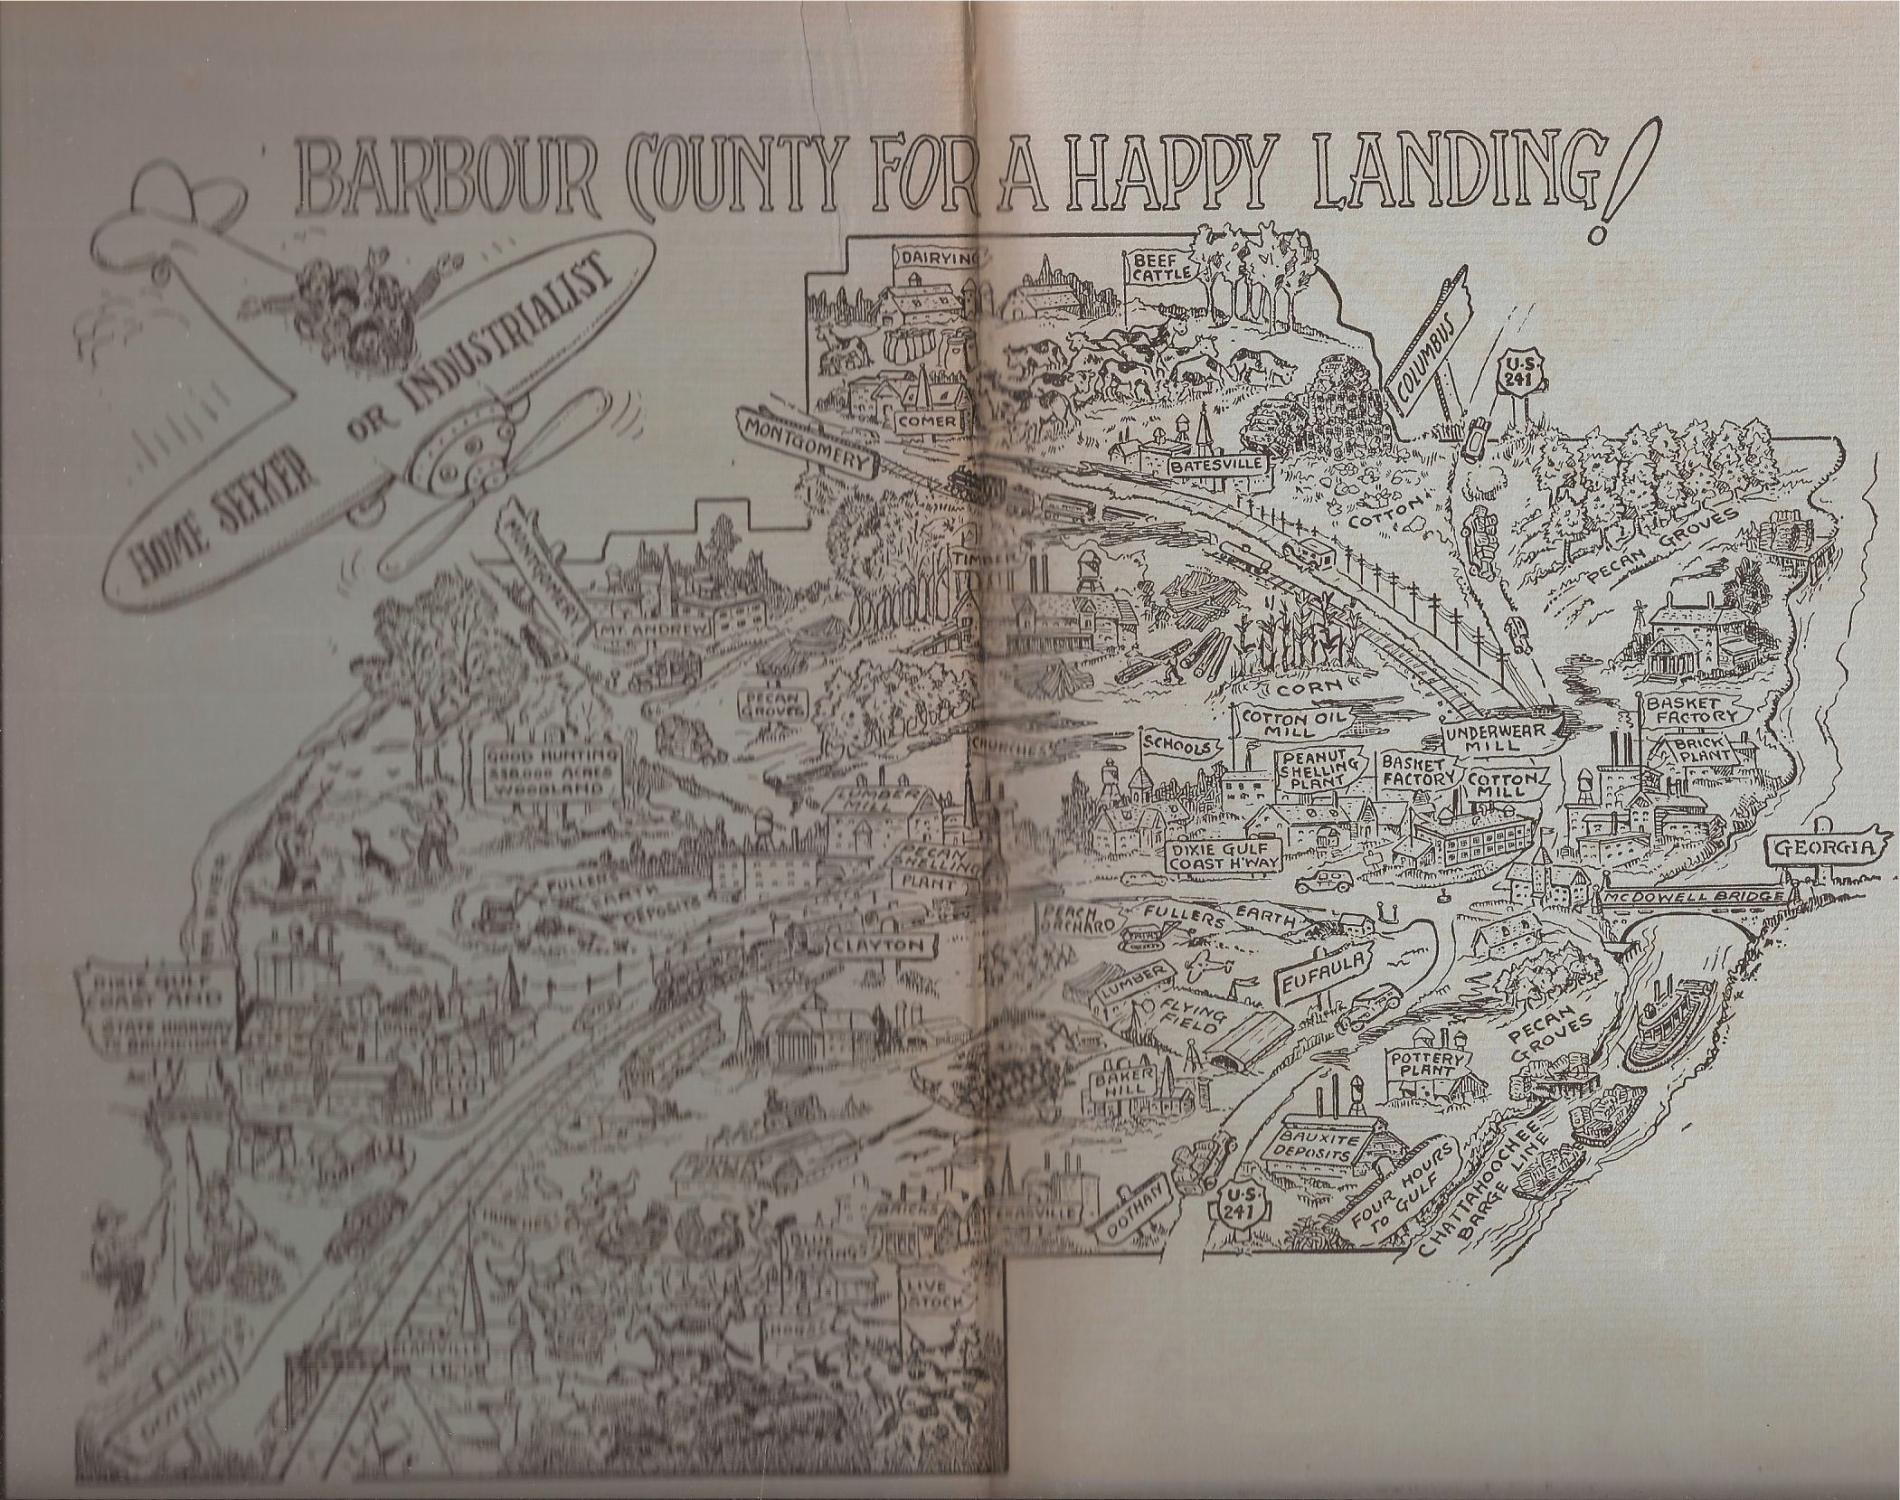 BARBOUR COUNTY FOR A HAPPY LANDING!
HOME SEEKER OR INDUSTRIALIST
DAIRYING
BEEF
CATTLE
COLUMBUS
U.S.
241
COMER
MONTGOMERY
BATESVILLE
COTTON
PECAN GROVES
MONTGOMERY
MT. ANDREW
TIMBER
PECAN
GROVES
CORN
GOOD HUNTING
330,000 ACRES
WOODLAND
CHURCHES
SCHOOLS
COTTON OIL
MILL
UNDERWEAR
MILL
BASKET
FACTORY
BRICK
PLANT
PEANUT
SHELLING
PLANT
BASKET
FACTORY
COTTON
MILL
LUMBER
MILL
DIXIE GULF
COAST H'WAY
GEORGIA
PECAN
SHELLING
PLANT
MCDOWELL BRIDGE
FULLERS
EARTH
DEPOSITS
RIVER
PEACH
ORCHARD
FULLERS EARTH
DAIRY
CLAYTON
EUFAULA
LUMBER
FLYING
FIELD
DIXIE GULF
COAST AND
STATE HIGHWAY
PECAN
GROVES
POTTERY
PLANT
BAKER
HILL
BAUXITE
DEPOSITS
FOUR HOURS
TO GULF
CHATTAHOOCHEE
BARGE LINE
DOTHAN
U.S.
241
BRICKS
BLUE
SPRINGS
LIVE
STOCK
HOGS
DOTHAN